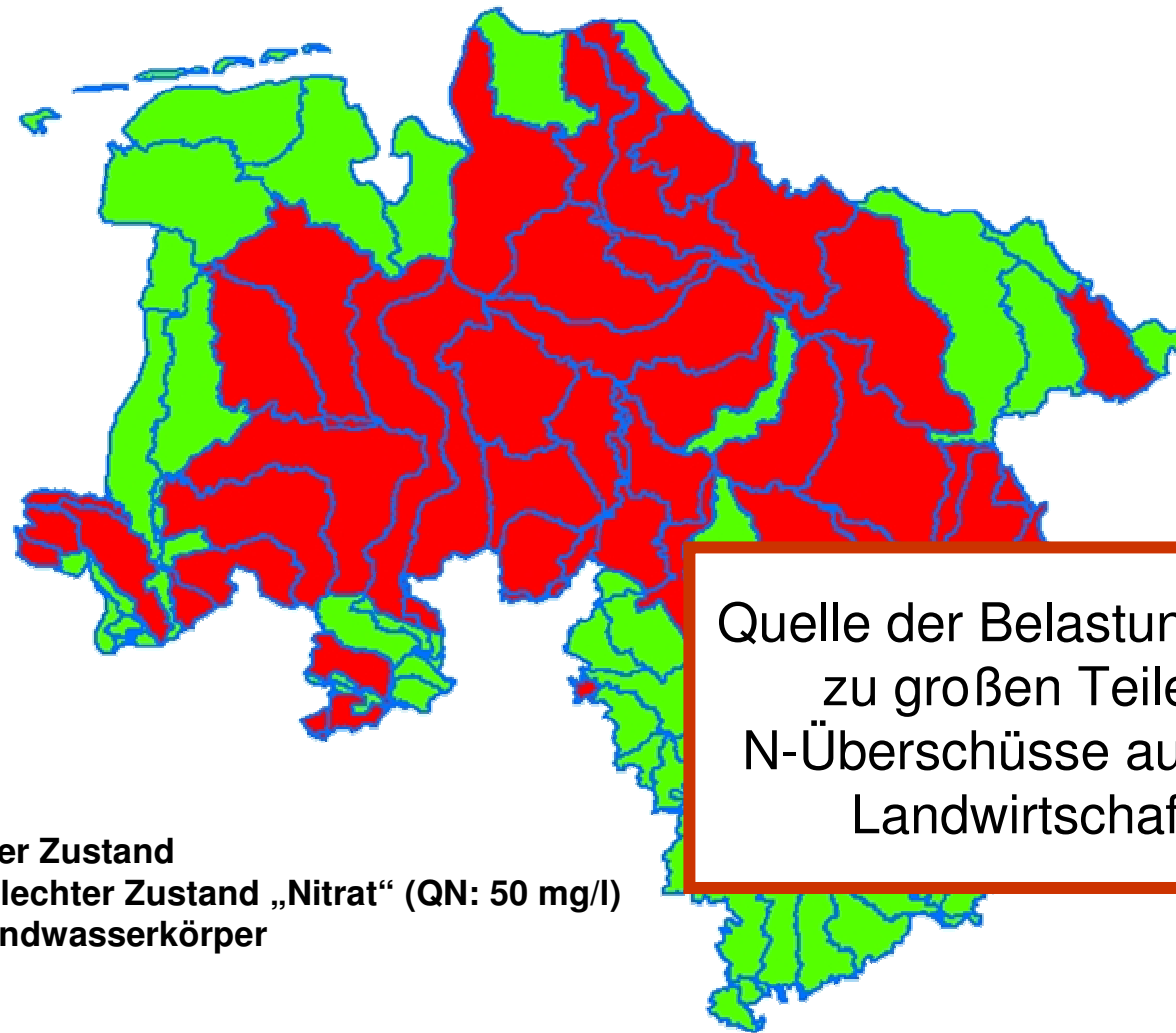 Quelle der Belastun
zu großen Teile
N-Überschüsse au
Landwirtschaf
er Zustand
lechter Zustand „Nitrat“ (QN: 50 mg/l)
ndwasserkörper